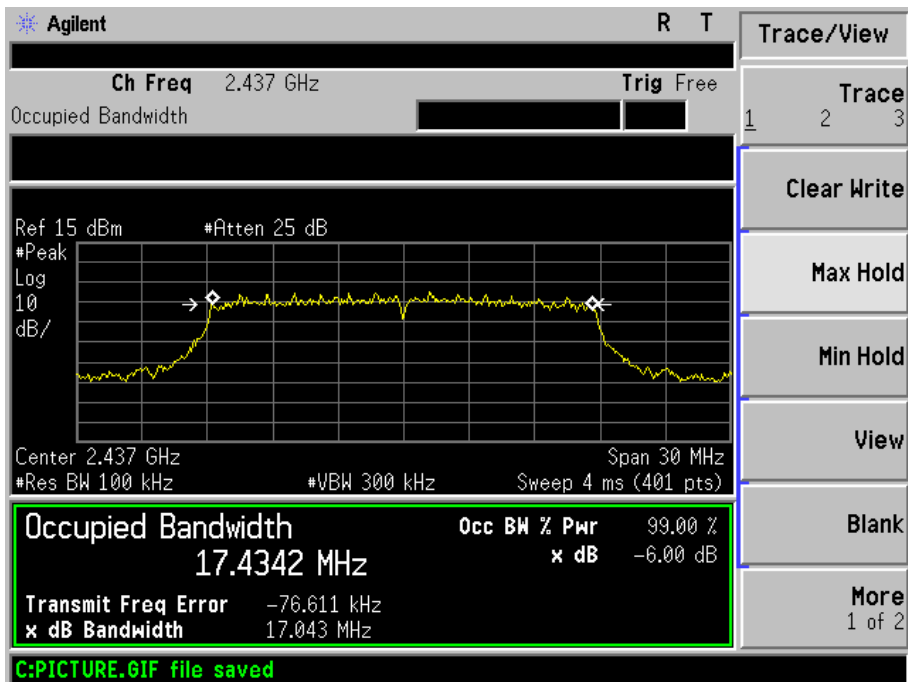 Agilent R T
Ch Freq 2.437 GHz Trig Free
Occupied Bandwidth
Ref 15 dBm #Atten 25 dB
#Peak
Log
10
dB/
Center 2.437 GHz Span 30 MHz
#Res BW 100 kHz #VBW 300 kHz Sweep 4 ms (401 pts)
Occupied Bandwidth Occ BW % Pwr 99.00 %
17.4342 MHz x dB -6.00 dB
Transmit Freq Error -76.611 kHz
x dB Bandwidth 17.043 MHz
C:PICTURE.GIF file saved
Trace/View
Trace
1 2 3
Clear Write
Max Hold
Min Hold
View
Blank
More
1 of 2